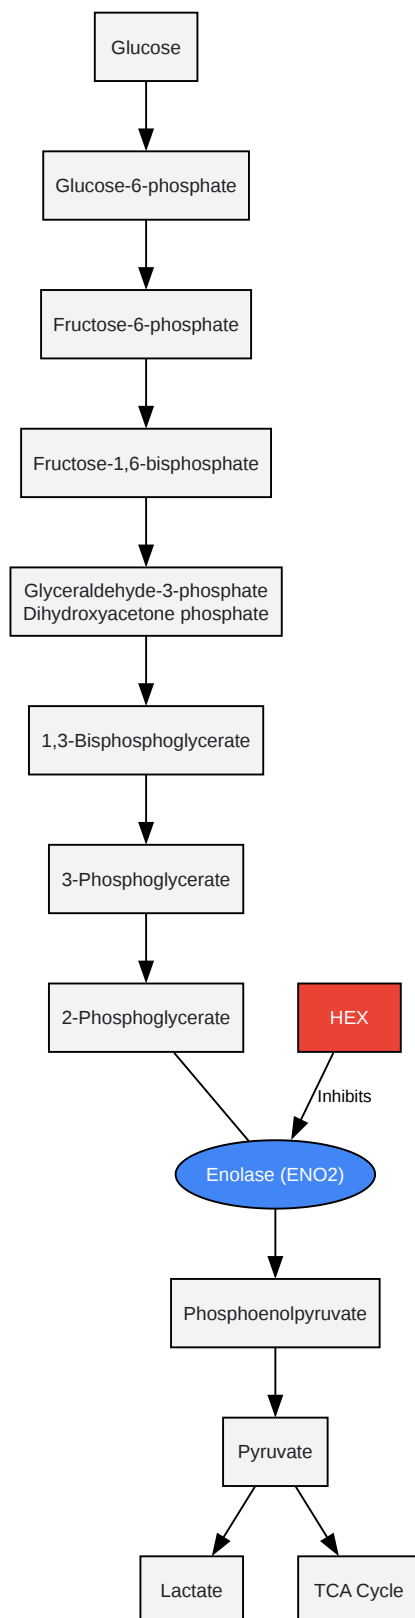 Glucose
Glucose-6-phosphate
Fructose-6-phosphate
Fructose-1,6-bisphosphate
Glyceraldehyde-3-phosphate
Dihydroxyacetone phosphate
1,3-Bisphosphoglycerate
3-Phosphoglycerate
2-Phosphoglycerate
HEX
Inhibits
Enolase (ENO2)
Phosphoenolpyruvate
Pyruvate
Lactate
TCA Cycle